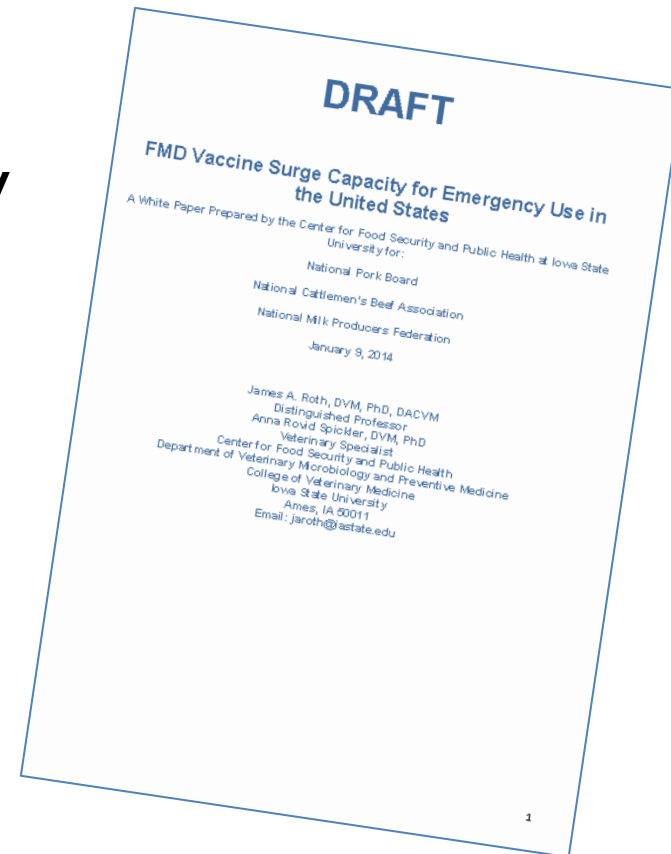 y
DRAFT
FMD Vaccine Surge Capacity for Emergency Use in
the United States
A White Paper Prepared by the Center for Food Security and Public Health at Iowa State
University for:
National Pork Board
National Cattlemen's Beef Association
National Milk Producers Federation
January 9, 2014
James A. Roth, DVM, PhD, DACVM
Distinguished Professor
Anna Rovid Spickler, DVM, PhD
Veterinary Specialist
Center for Food Security and Public Health
Department of Veterinary Microbiology and Preventive Medicine
College of Veterinary Medicine
Iowa State University
Ames, IA 50011
Email: jaroth@iastate.edu
1